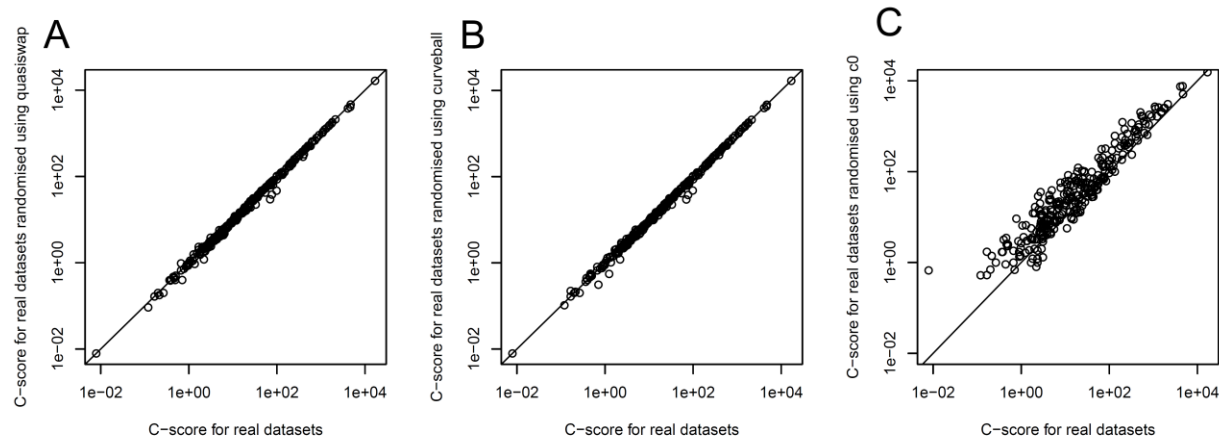 A
C-score for real datasets randomised using quasiswap
1e+04
1e+02
1e+00
1e-02
1e-02 1e+00 1e+02 1e+04
C-score for real datasets
B
C-score for real datasets randomised using curveball
1e+04
1e+02
1e+00
1e-02
1e-02 1e+00 1e+02 1e+04
C-score for real datasets
C
C-score for real datasets randomised using c0
1e+04
1e+02
1e+00
1e-02
1e-02 1e+00 1e+02 1e+04
C-score for real datasets